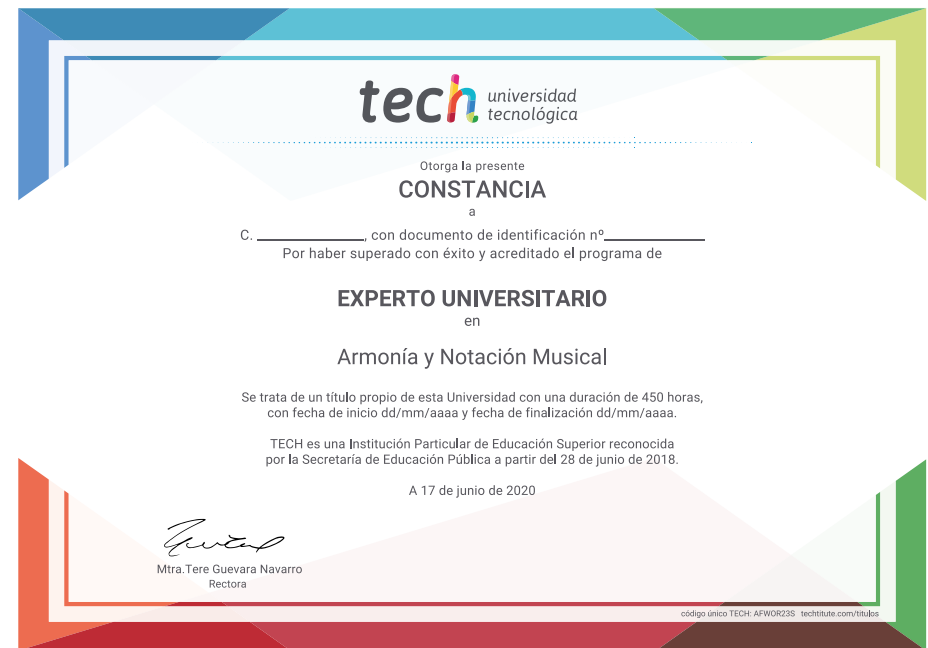 tech universidad
tecnológica
Otorga la presente
CONSTANCIA
a
C. ______________, con documento de identificación nº______________
Por haber superado con éxito y acreditado el programa de
EXPERTO UNIVERSITARIO
en
Armonía y Notación Musical
Se trata de un título propio de esta Universidad con una duración de 450 horas,
con fecha de inicio dd/mm/aaaa y fecha de finalización dd/mm/aaaa.
TECH es una Institución Particular de Educación Superior reconocida
por la Secretaría de Educación Pública a partir del 28 de junio de 2018.
A 17 de junio de 2020
Mtra.Tere Guevara Navarro
Rectora
código único TECH: AFWOR23S techtitute.com/titulos